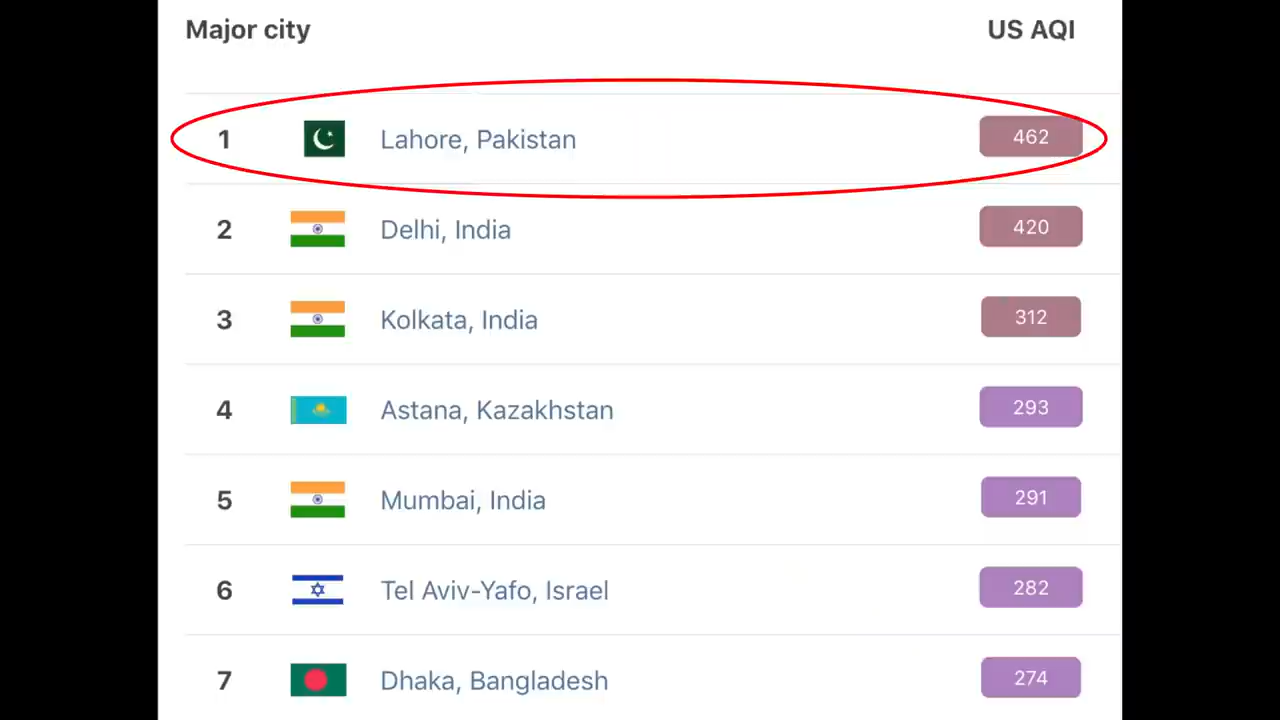 Major city US AQI
1 Lahore, Pakistan 462
2 Delhi, India 420
3 Kolkata, India 312
4 Astana, Kazakhstan 293
5 Mumbai, India 291
6 Tel Aviv-Yafo, Israel 282
7 Dhaka, Bangladesh 274